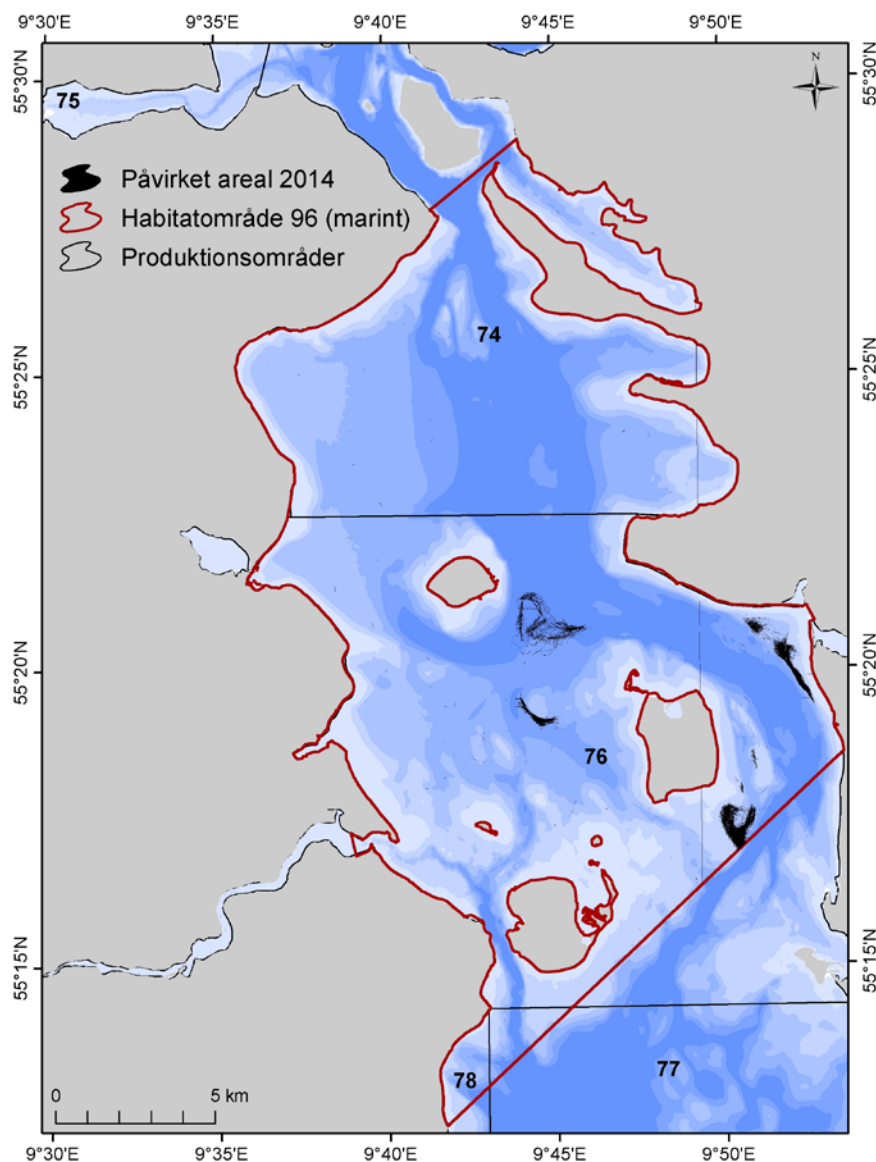 9°30'E 9°35'E 9°40'E 9°45'E 9°50'E
55°30'N 55°30'N
N
75
Påvirket areal 2014
Habitatområde 96 (marint)
Produktionsområder
74
55°25'N 55°25'N
55°20'N 55°20'N
76
55°15'N 55°15'N
78 77
0 5 km
9°30'E 9°35'E 9°40'E 9°45'E 9°50'E